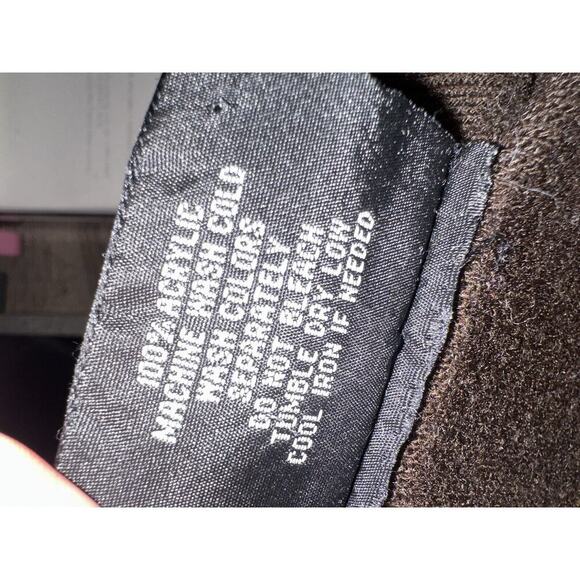 100% ACRYLIC
MACHINE WASH COLD
WASH COLORS
SEPARATELY
DO NOT BLEACH
TUMBLE DRY LOW
COOL IRON IF NEEDED